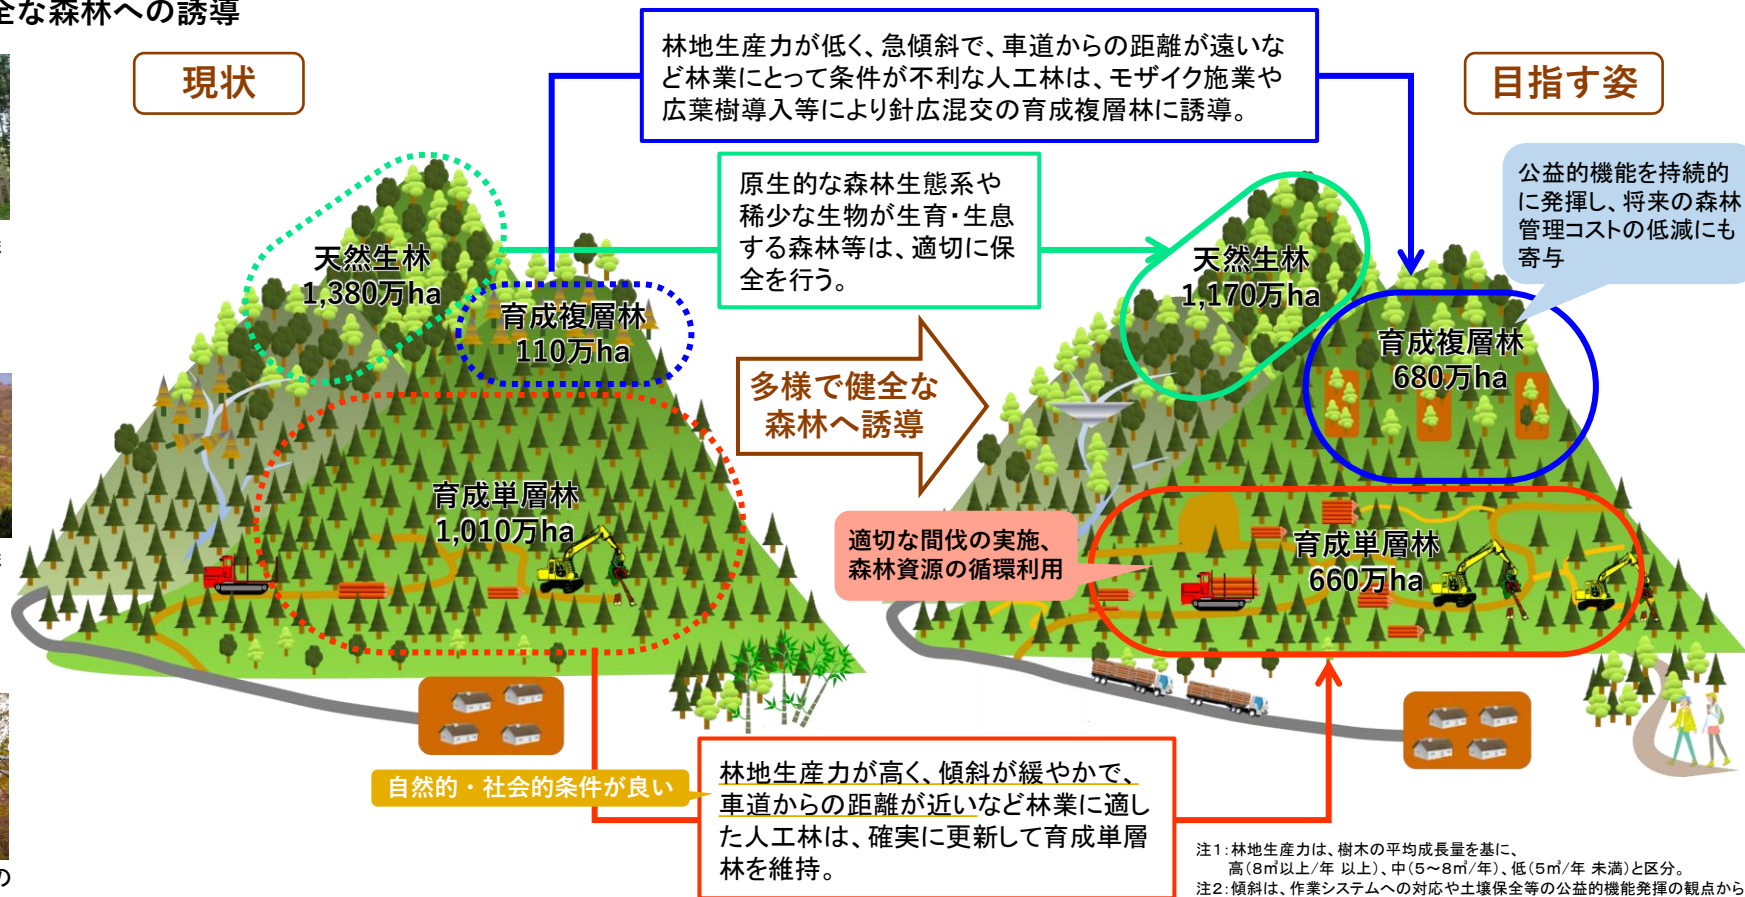 全な森林への誘導
現状
目指す姿
林地生産力が低く、急傾斜で、車道からの距離が遠いな
ど林業にとって条件が不利な人工林は、モザイク施業や
広葉樹導入等により針広混交の育成複層林に誘導。
原生的な森林生態系や
稀少な生物が生育・生息
する森林等は、適切に保
全を行う。
公益的機能を持続的
に発揮し、将来の森林
管理コストの低減にも
寄与
天然生林
1,380万ha
育成複層林
110万ha
育成単層林
1,010万ha
多様で健全な
森林へ誘導
天然生林
1,170万ha
育成複層林
680万ha
適切な間伐の実施、
森林資源の循環利用
育成単層林
660万ha
自然的・社会的条件が良い
林地生産力が高く、傾斜が緩やかで、
車道からの距離が近いなど林業に適し
た人工林は、確実に更新して育成単層
林を維持。
注1:林地生産力は、樹木の平均成長量を基に、
高(8㎥以上/年 以上)、中(5~8㎥/年)、低(5㎥/年 未満)と区分。
注2:傾斜は、作業システムへの対応や土壌保全等の公益的機能発揮の観点から
の